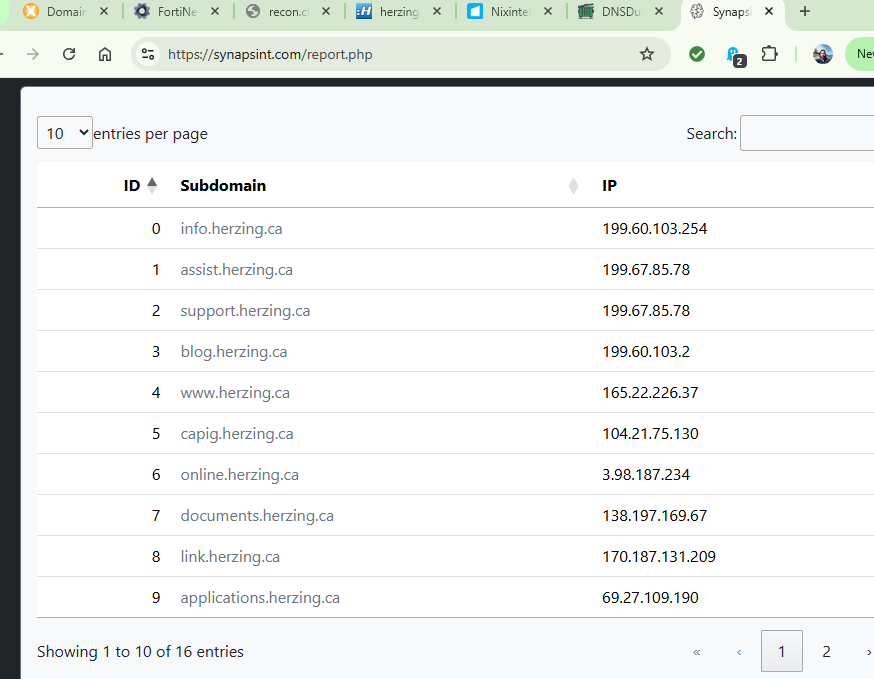 Domain FortiNe recon.c herzing Nixinte DNSDu Synapsi
https://synapsint.com/report.php
2
Ne
10 entries per page Search:
ID Subdomain IP
0 info.herzing.ca 199.60.103.254
1 assist.herzing.ca 199.67.85.78
2 support.herzing.ca 199.67.85.78
3 blog.herzing.ca 199.60.103.2
4 www.herzing.ca 165.22.226.37
5 capig.herzing.ca 104.21.75.130
6 online.herzing.ca 3.98.187.234
7 documents.herzing.ca 138.197.169.67
8 link.herzing.ca 170.187.131.209
9 applications.herzing.ca 69.27.109.190
Showing 1 to 10 of 16 entries « ‹ 1 2 ›